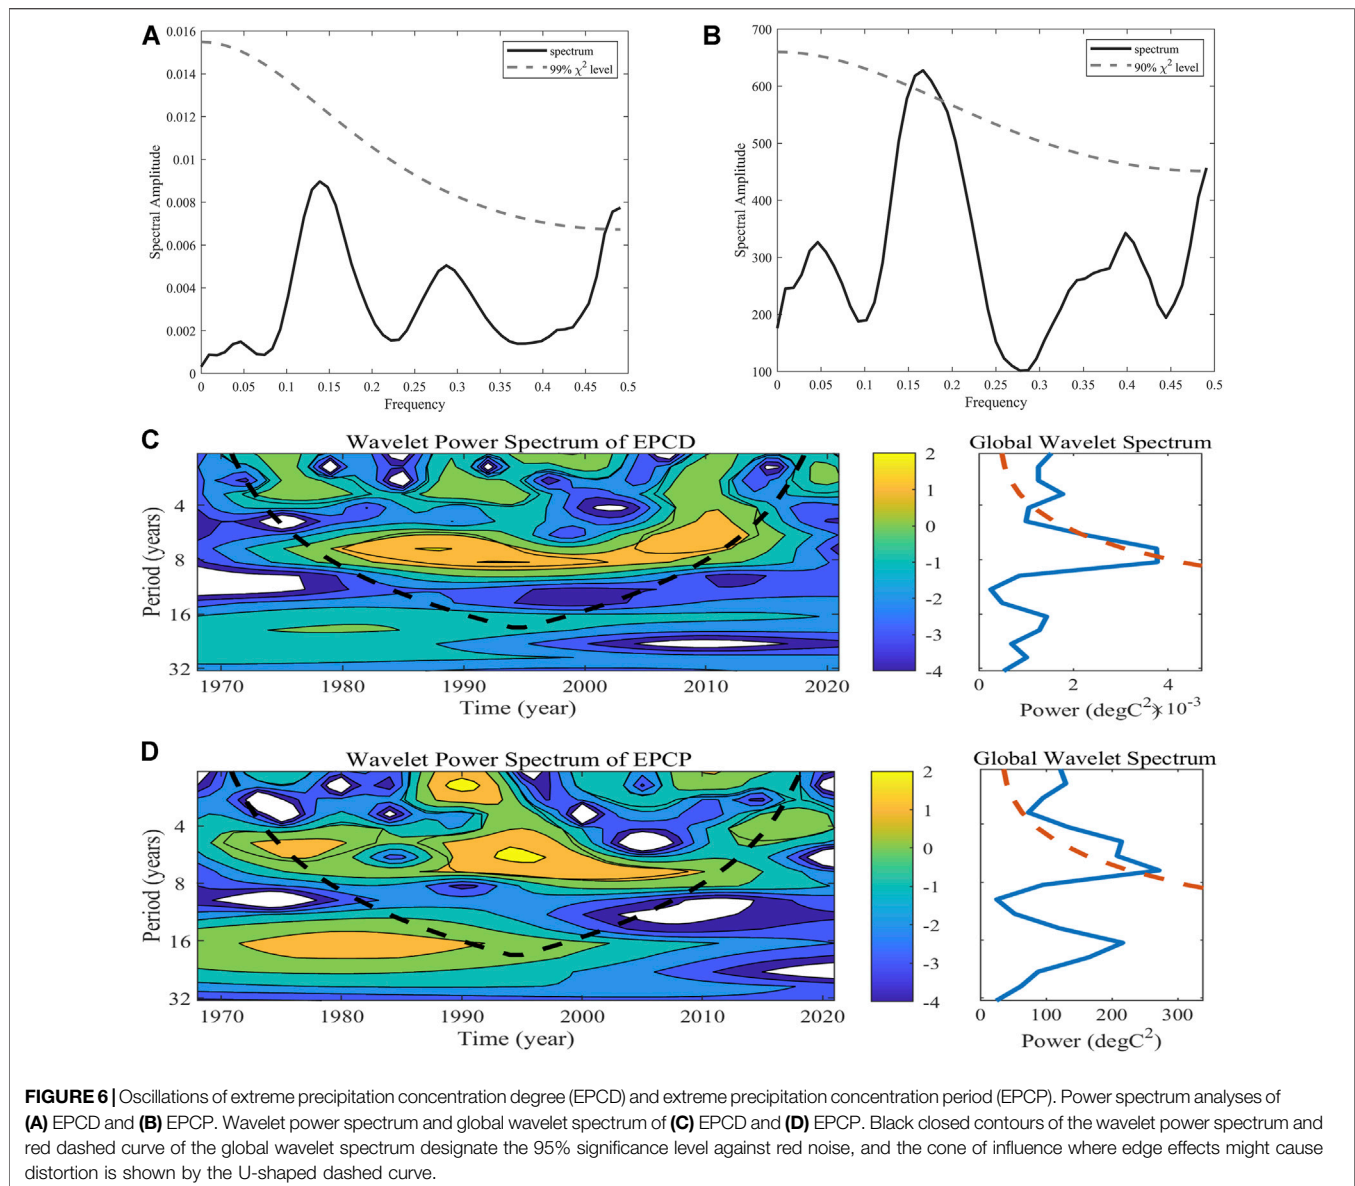 A
0.016
0.014
0.012
0.01
0.008
0.006
0.004
0.002
0
Spectral Amplitude
spectrum
99% χ² level
0 0.05 0.1 0.15 0.2 0.25 0.3 0.35 0.4 0.45 0.5
Frequency
B
700
600
500
400
300
200
100
Spectral Amplitude
spectrum
90% χ² level
0 0.05 0.1 0.15 0.2 0.25 0.3 0.35 0.4 0.45 0.5
Frequency
C
Wavelet Power Spectrum of EPCD
Period (years)
4
8
16
32
1970 1980 1990 2000 2010 2020
Time (year)
2
1
0
-1
-2
-3
-4
Global Wavelet Spectrum
0 2 4
Power (degC²) ×10⁻³
D
Wavelet Power Spectrum of EPCP
Period (years)
4
8
16
32
1970 1980 1990 2000 2010 2020
Time (year)
2
1
0
-1
-2
-3
-4
Global Wavelet Spectrum
0 100 200 300
Power (degC²)
FIGURE 6 | Oscillations of extreme precipitation concentration degree (EPCD) and extreme precipitation concentration period (EPCP). Power spectrum analyses of
(A) EPCD and (B) EPCP. Wavelet power spectrum and global wavelet spectrum of (C) EPCD and (D) EPCP. Black closed contours of the wavelet power spectrum and
red dashed curve of the global wavelet spectrum designate the 95% significance level against red noise, and the cone of influence where edge effects might cause
distortion is shown by the U-shaped dashed curve.